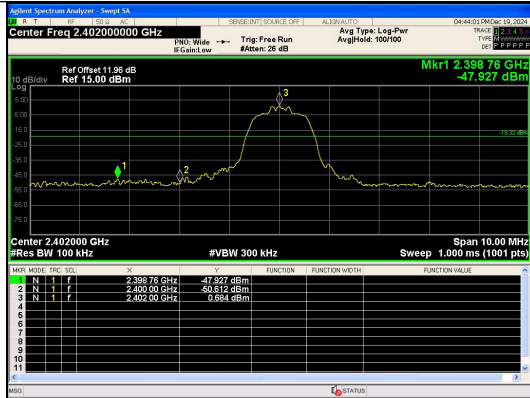 Agilent Spectrum Analyzer - Swept SA
R T RF 50 Ω AC SENSE:INT SOURCE OFF ALIGN AUTO 04:44:01 PM Dec 19, 2024
Center Freq 2.402000000 GHz
PNO: Wide
IFGain:Low
Trig: Free Run
#Atten: 26 dB
Avg Type: Log-Pwr
Avg|Hold: 100/100
TRACE 1 2 3 4 5 6
TYPE M
DET P P P P P P
Mkr1 2.398 76 GHz
-47.927 dBm
Ref Offset 11.96 dB
10 dB/div Ref 15.00 dBm
Log
5.00
-5.00
-15.0
-25.0
-35.0
-45.0
-55.0
-65.0
-75.0
3
-19.32 dBm
1
2
Center 2.402000 GHz Span 10.00 MHz
#Res BW 100 kHz #VBW 300 kHz Sweep 1.000 ms (1001 pts)
MKR MODE TRC SCL X Y FUNCTION FUNCTION WIDTH FUNCTION VALUE
1 N 1 f 2.398 76 GHz -47.927 dBm
2 N 1 f 2.400 00 GHz -50.612 dBm
3 N 1 f 2.402 00 GHz 0.684 dBm
4
5
6
7
8
9
10
11
MSG STATUS